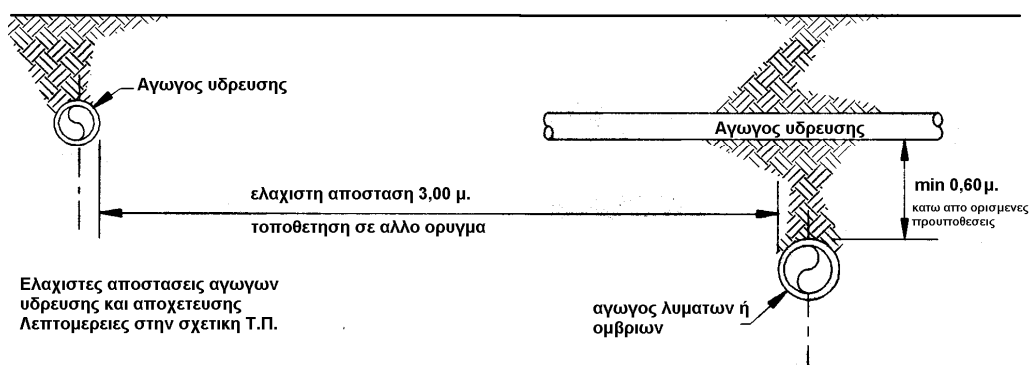 Αγωγος υδρευσης
Αγωγος υδρευσης
ελαχιστη αποσταση 3,00 μ.
τοποθετηση σε αλλο ορυγμα
min 0,60 μ.
κατω απο ορισμενες
προυποθεσεις
Ελαχιστες αποστασεις αγωγων
υδρευσης και αποχετευσης
Λεπτομερειες στην σχετικη Τ.Π.
αγωγος λυματων ή
ομβριων